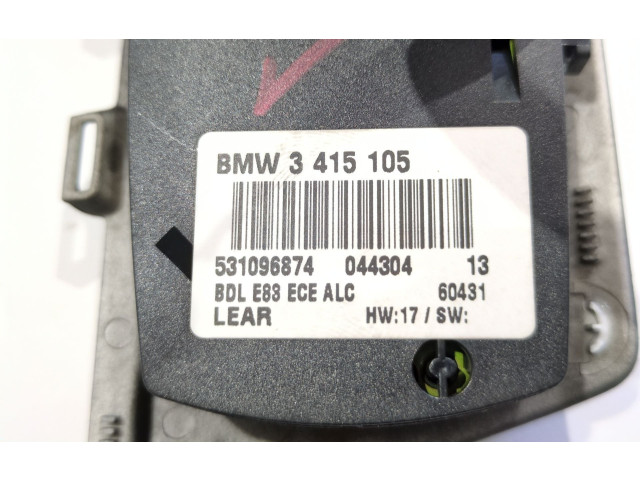 BMW 3 415 105
531096874 044304 13
BDL E83 ECE ALC 60431
LEAR HW:17 / SW: